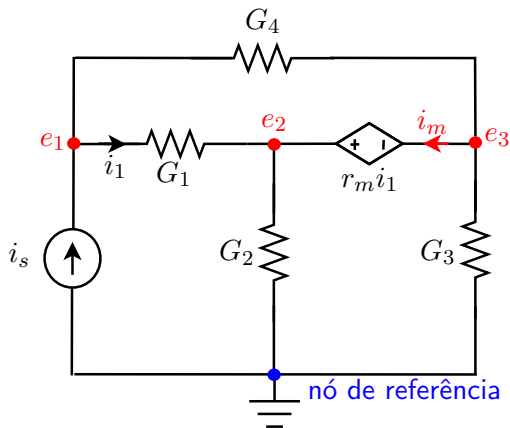 G₄
e₁
i₁
G₁
e₂
+ -
rₘi₁
iₘ
e₃
iₛ
G₂
G₃
nó de referência